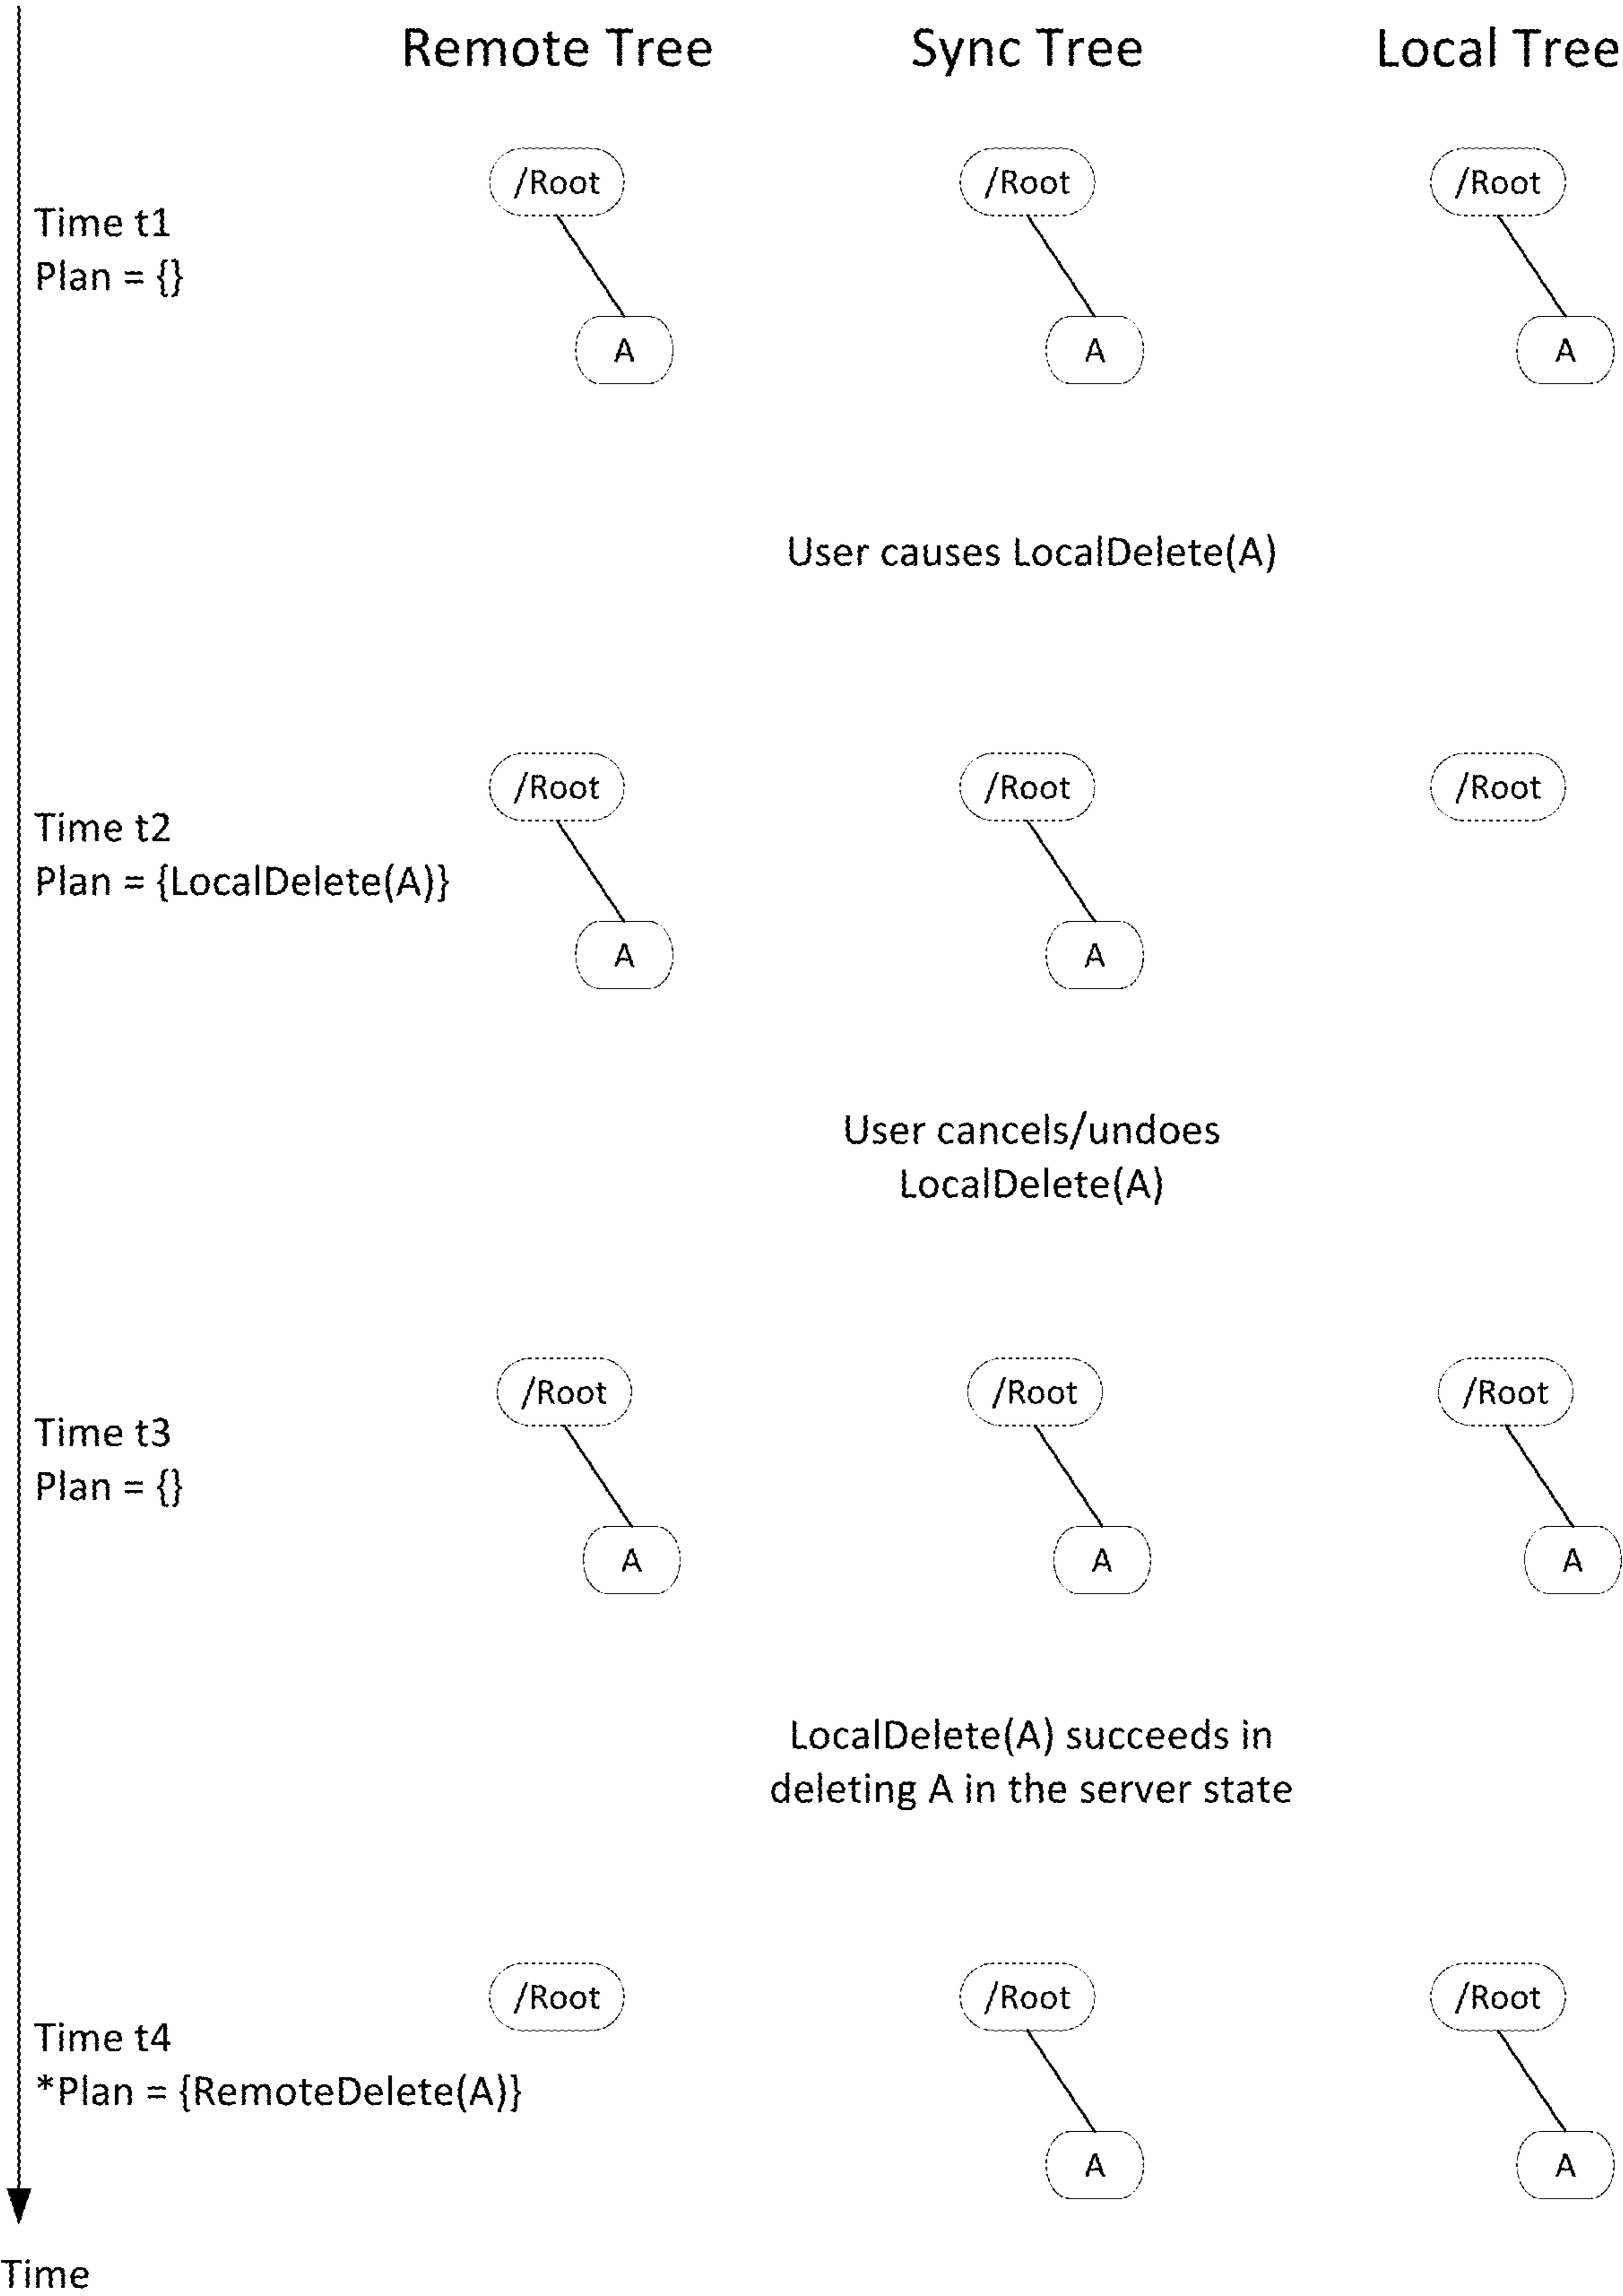 Remote Tree
Sync Tree
Local Tree
/Root
/Root
/Root
Time t1
Plan = {}
A
A
A
User causes LocalDelete(A)
/Root
/Root
/Root
Time t2
Plan = {LocalDelete(A)}
A
A
User cancels/undoes
LocalDelete(A)
/Root
/Root
/Root
Time t3
Plan = {}
A
A
A
LocalDelete(A) succeeds in
deleting A in the server state
/Root
/Root
/Root
Time t4
*Plan = {RemoteDelete(A)}
A
A
Time